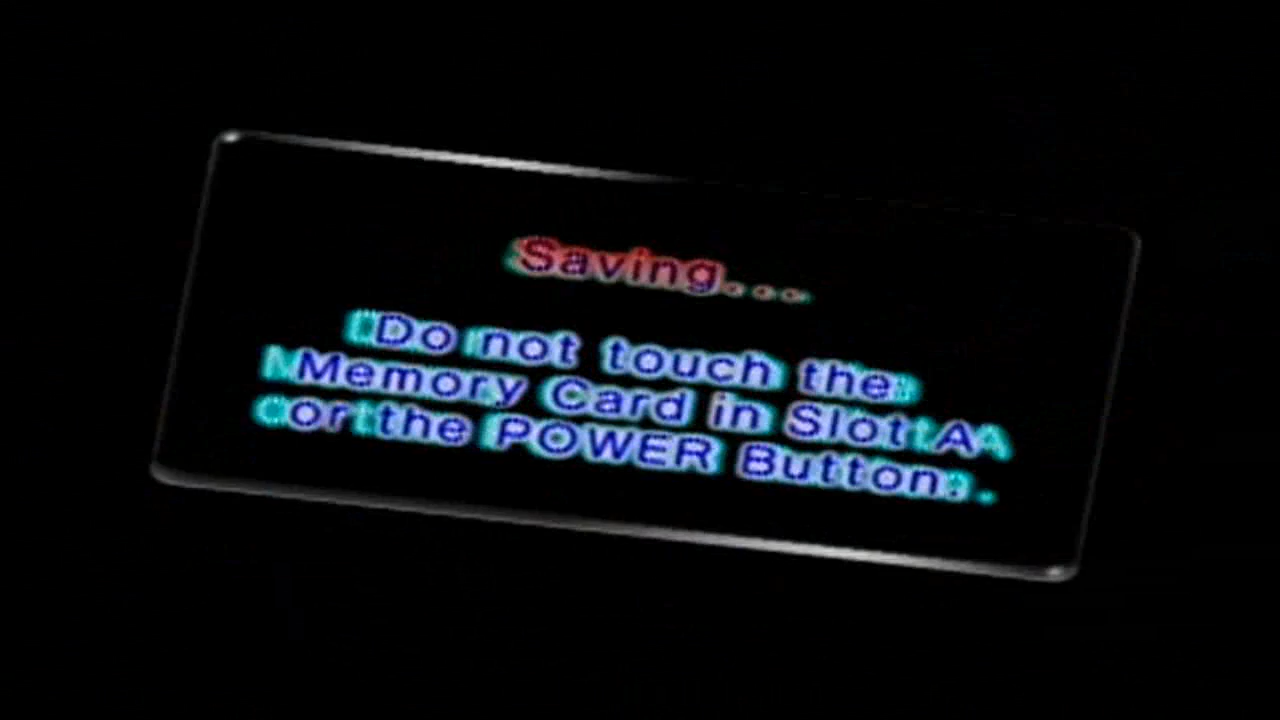 Saving...
Do not touch the
Memory Card in Slot A
or the POWER Button.